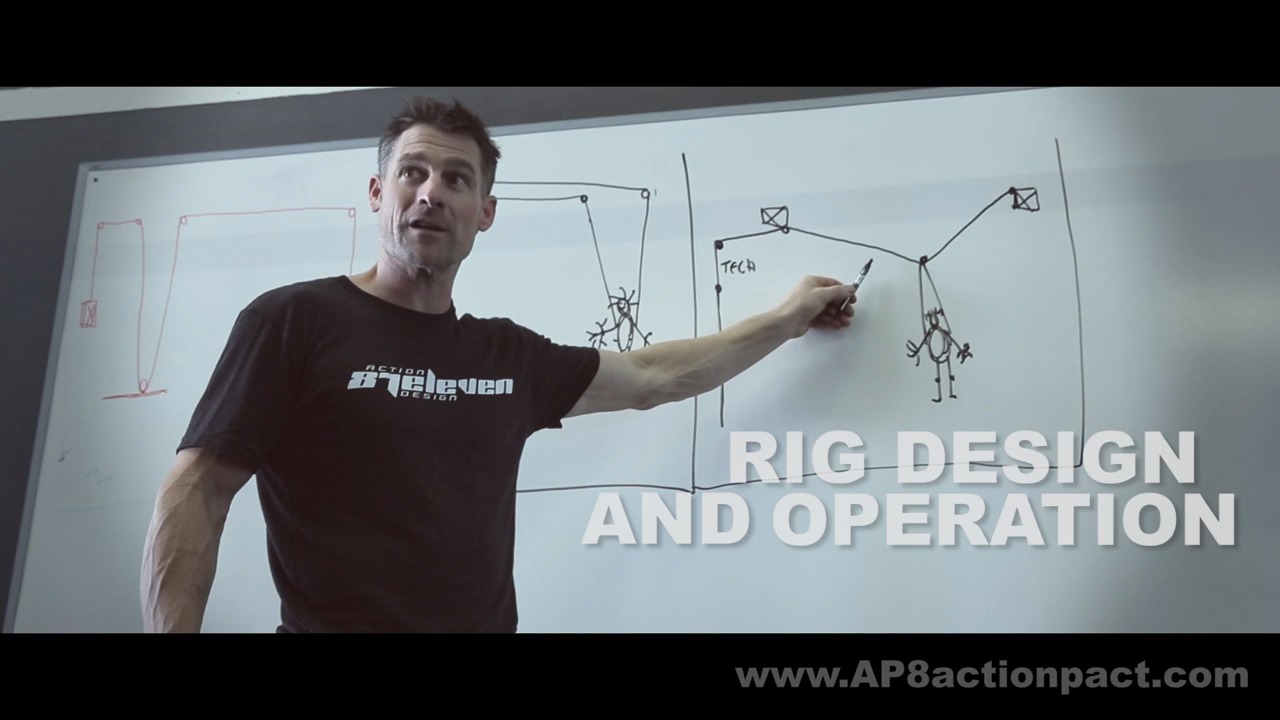 TECH
ACTION
87eleven
DESIGN
RIG DESIGN
AND OPERATION
www.AP8actionpact.com